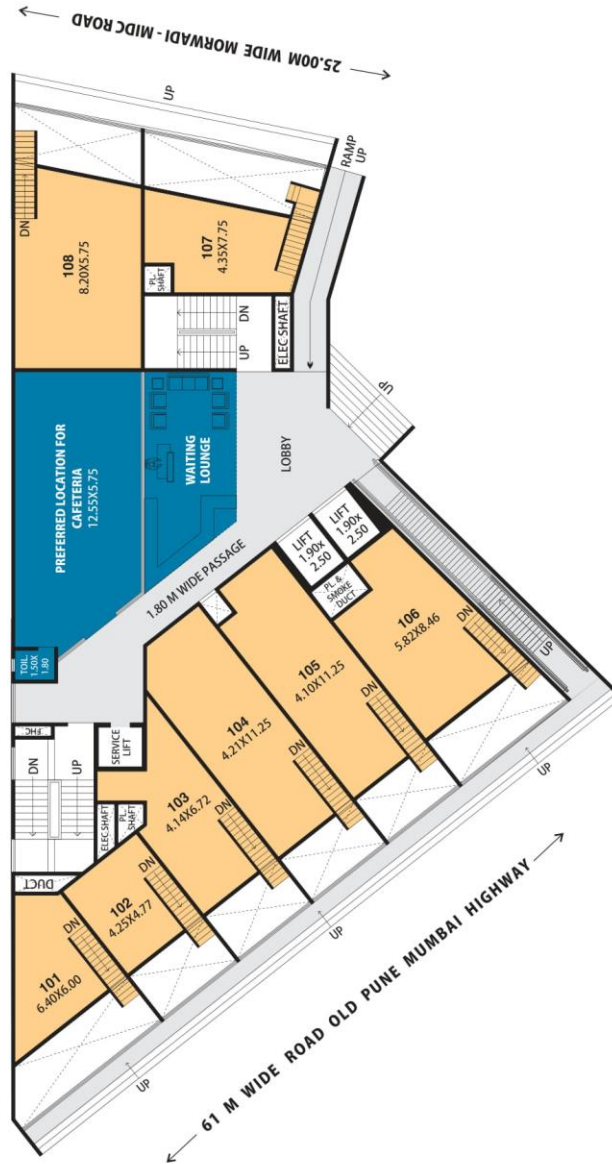 25.00M WIDE MORWADI - MIDC ROAD
UP
RAMP
UP
DN
108
8.20X5.75
107
4.35X7.75
PL.
SHAFT
UP
DN
ELEC SHAFT
UP
PREFERRED LOCATION FOR
CAFETERIA
12.55X5.75
WAITING
LOUNGE
LOBBY
1.80 M WIDE PASSAGE
LIFT
1.90x
2.50
LIFT
1.90x
2.50
PL. &
SMOKE
DUCT
TOIL.
1.50X
1.80
FHC
DN
UP
SERVICE
LIFT
ELEC.SHAFT
PL.
SHAFT
DUCT
101
6.40X6.00
DN
102
4.25X4.77
DN
103
4.14X6.72
DN
104
4.21X11.25
DN
105
4.10X11.25
DN
106
5.82X8.46
DN
UP
UP
UP
UP
UP
61 M WIDE ROAD OLD PUNE MUMBAI HIGHWAY